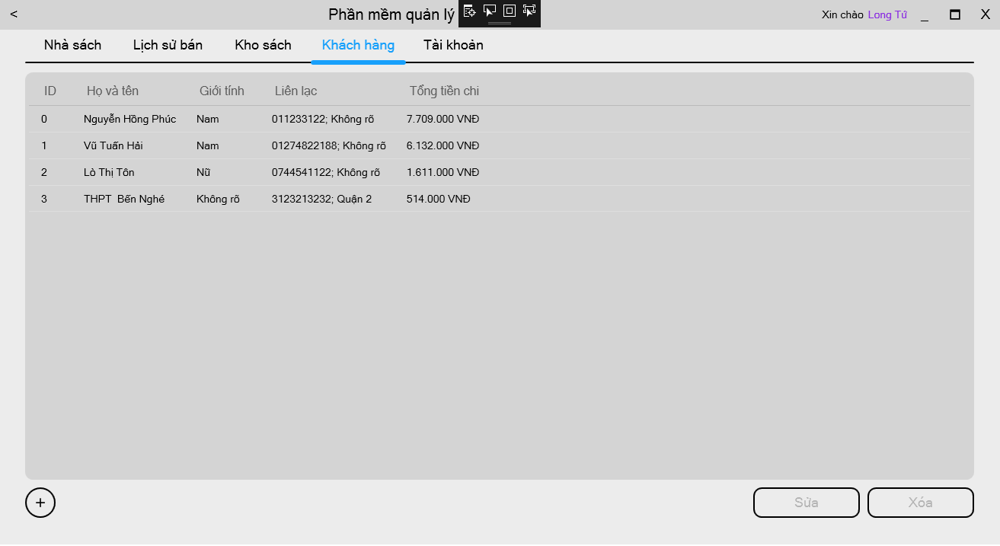 < Phần mềm quản lý Xin chào Long Tứ _ X
Nhà sách Lịch sử bán Kho sách Khách hàng Tài khoản
ID Họ và tên Giới tính Liên lạc Tổng tiền chi
0 Nguyễn Hồng Phúc Nam 011233122; Không rõ 7.709.000 VNĐ
1 Vũ Tuấn Hải Nam 01274822188; Không rõ 6.132.000 VNĐ
2 Lò Thị Tôn Nữ 0744541122; Không rõ 1.611.000 VNĐ
3 THPT  Bến Nghé Không rõ 3123213232; Quận 2 514.000 VNĐ
+ Sửa Xóa